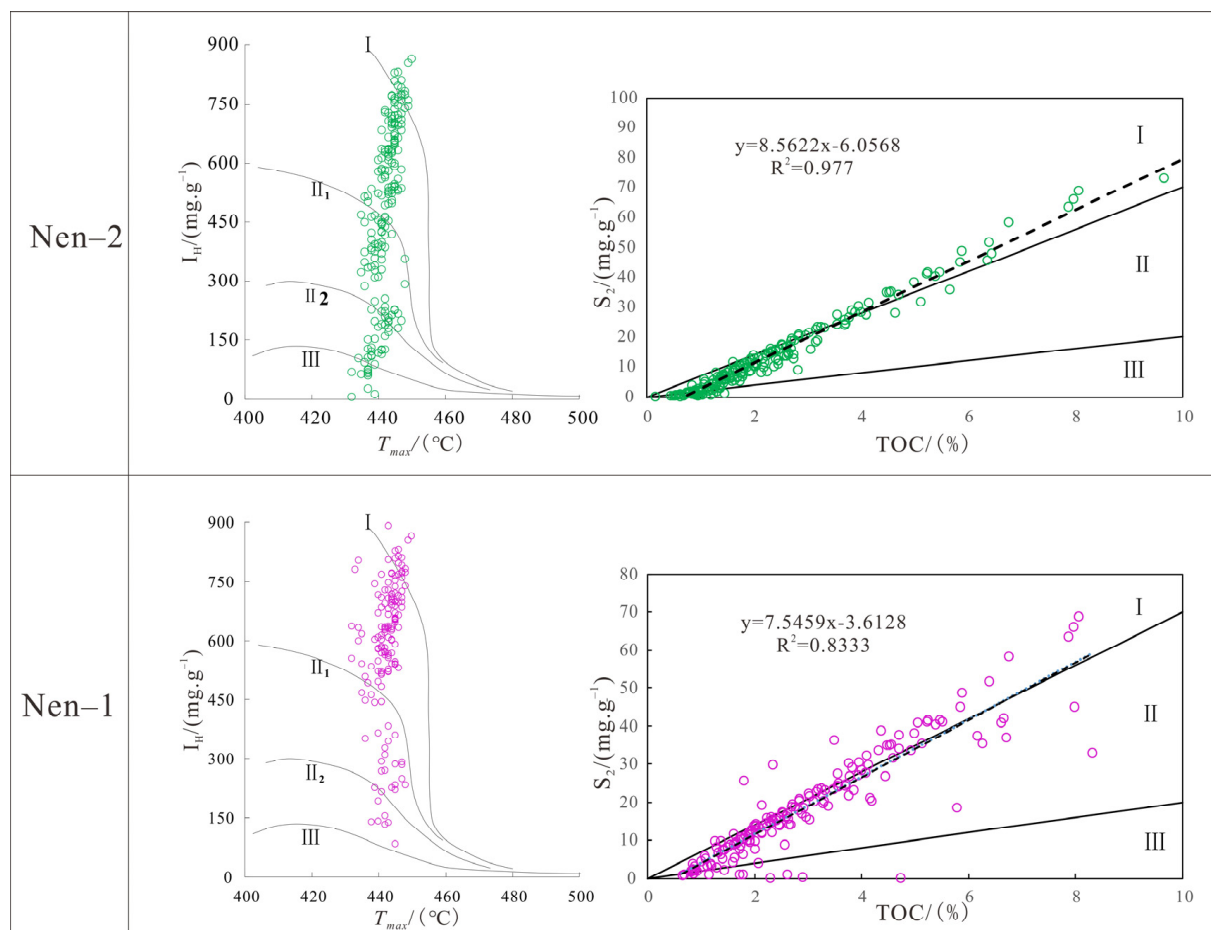 Nen–2
I_H/(mg.g⁻¹)
900
750
600
450
300
150
0
I
II₁
II2
III
400
420
440
460
480
500
T_max/(℃)
S₂/(mg.g⁻¹)
100
90
80
70
60
50
40
30
20
10
0
y=8.5622x-6.0568
R²=0.977
I
II
III
0
2
4
6
8
10
TOC/(%)
Nen–1
I_H/(mg.g⁻¹)
900
750
600
450
300
150
0
I
II₁
II₂
III
400
420
440
460
480
500
T_max/(℃)
S₂/(mg.g⁻¹)
80
70
60
50
40
30
20
10
0
y=7.5459x-3.6128
R²=0.8333
I
II
III
0
2
4
6
8
10
TOC/(%)